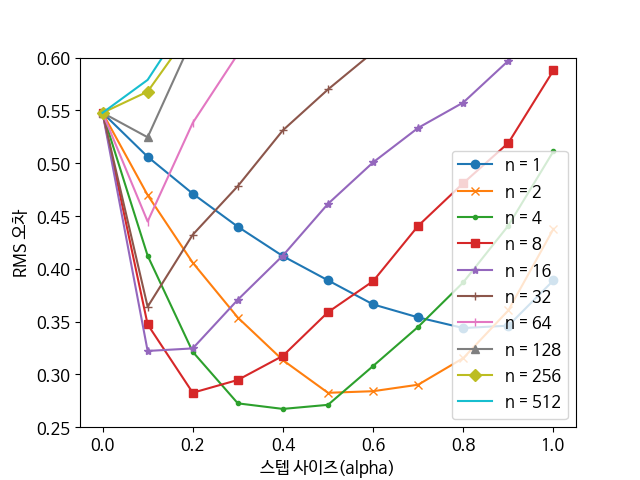 0.60
0.55
0.50
0.45
0.40
0.35
0.30
0.25
RMS 오차
n = 1
n = 2
n = 4
n = 8
n = 16
n = 32
n = 64
n = 128
n = 256
n = 512
0.0 0.2 0.4 0.6 0.8 1.0
스텝 사이즈(alpha)